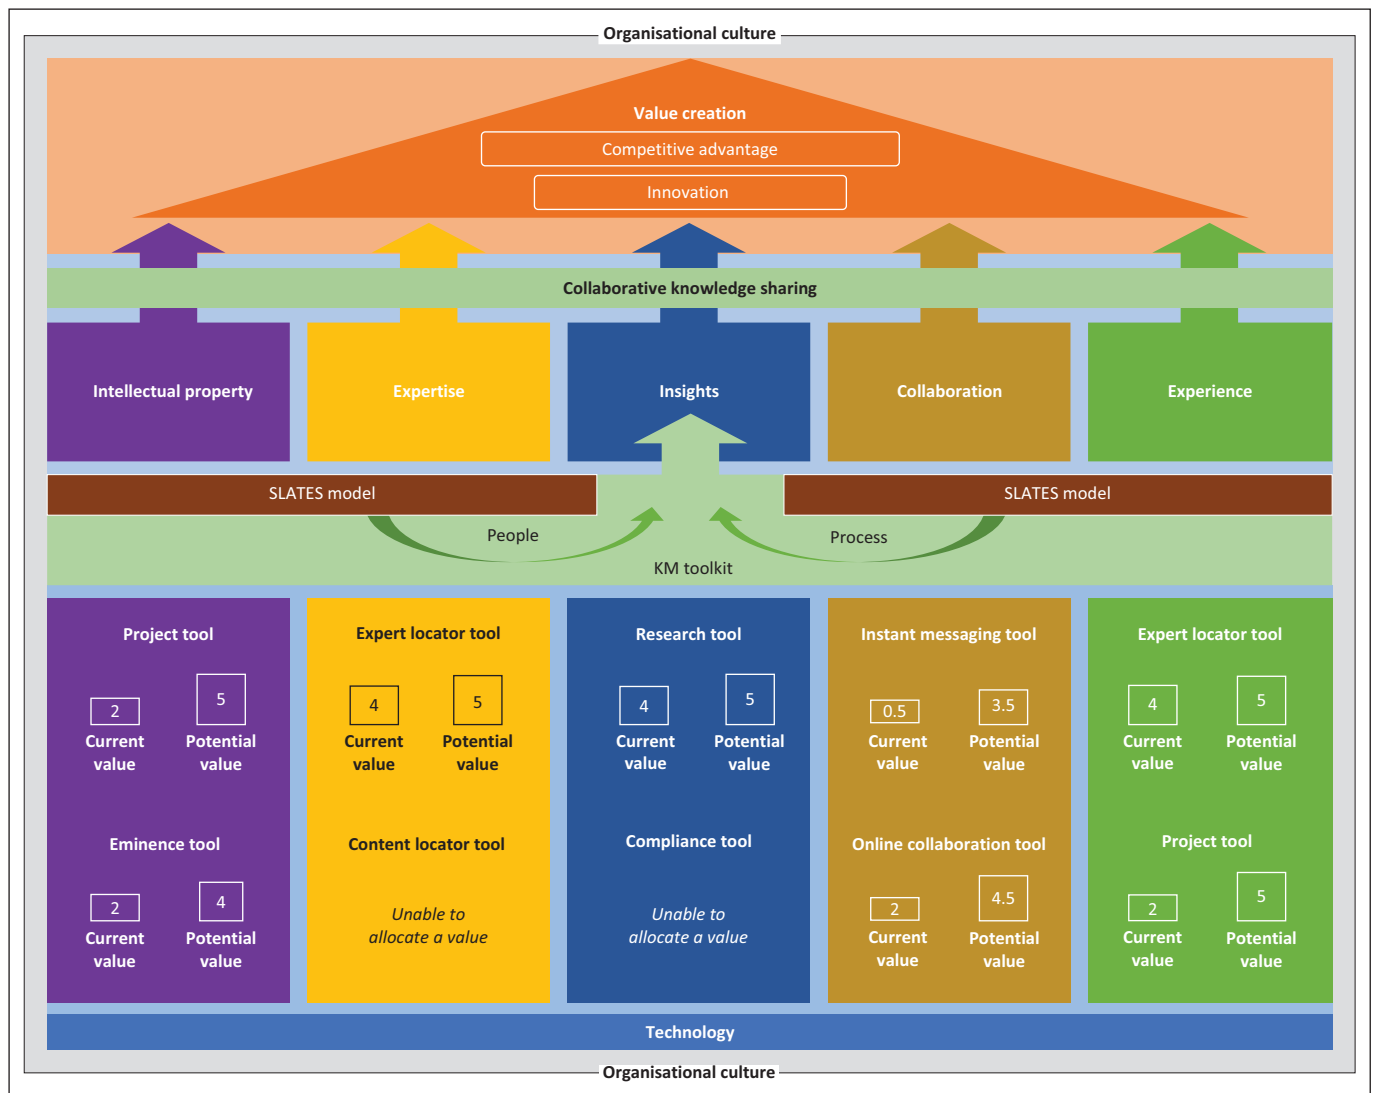 Organisational culture
Value creation
Competitive advantage
Innovation
Collaborative knowledge sharing
Intellectual property
Expertise
Insights
Collaboration
Experience
SLATES model
SLATES model
People
Process
KM toolkit
Project tool
2
5
Current
value
Potential
value
Eminence tool
2
4
Current
value
Potential
value
Expert locator tool
4
5
Current
value
Potential
value
Content locator tool
Unable to
allocate a value
Research tool
4
5
Current
value
Potential
value
Compliance tool
Unable to
allocate a value
Instant messaging tool
0.5
3.5
Current
value
Potential
value
Online collaboration tool
2
4.5
Current
value
Potential
value
Expert locator tool
4
5
Current
value
Potential
value
Project tool
2
5
Current
value
Potential
value
Technology
Organisational culture